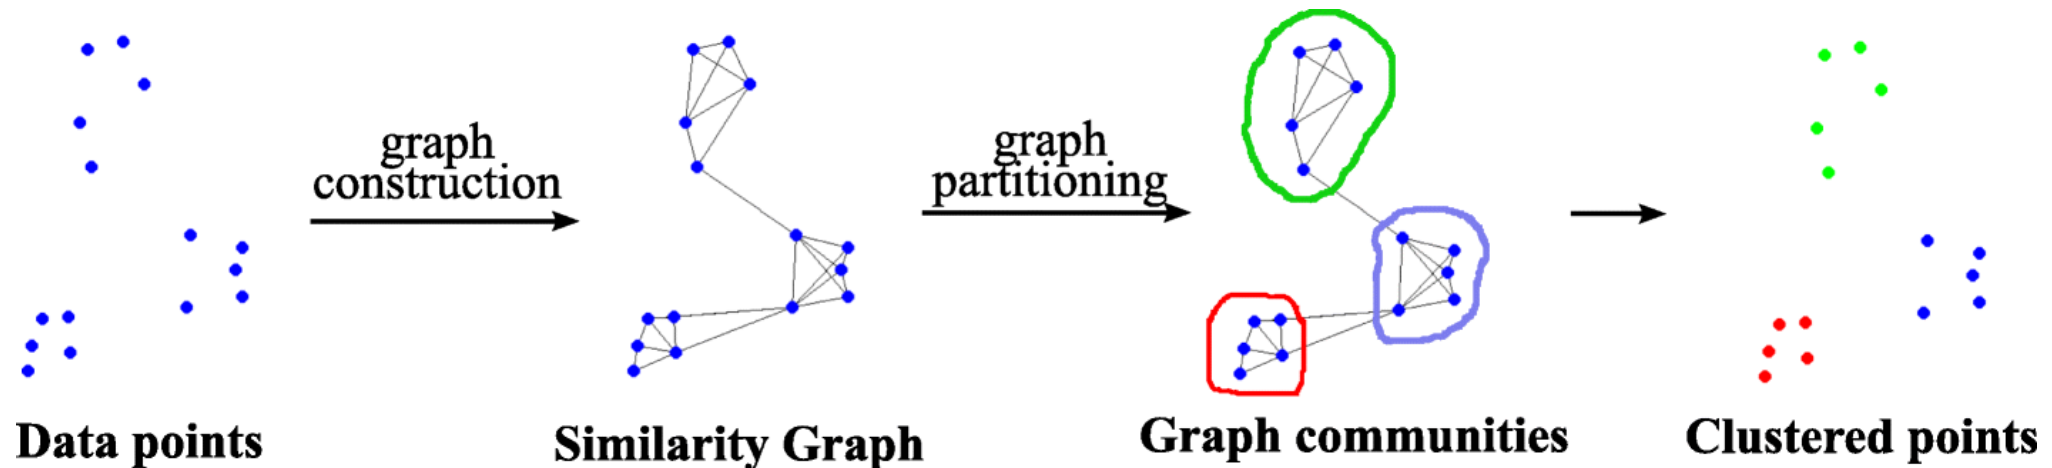 graph
construction
graph
partitioning
Data points
Similarity Graph
Graph communities
Clustered points